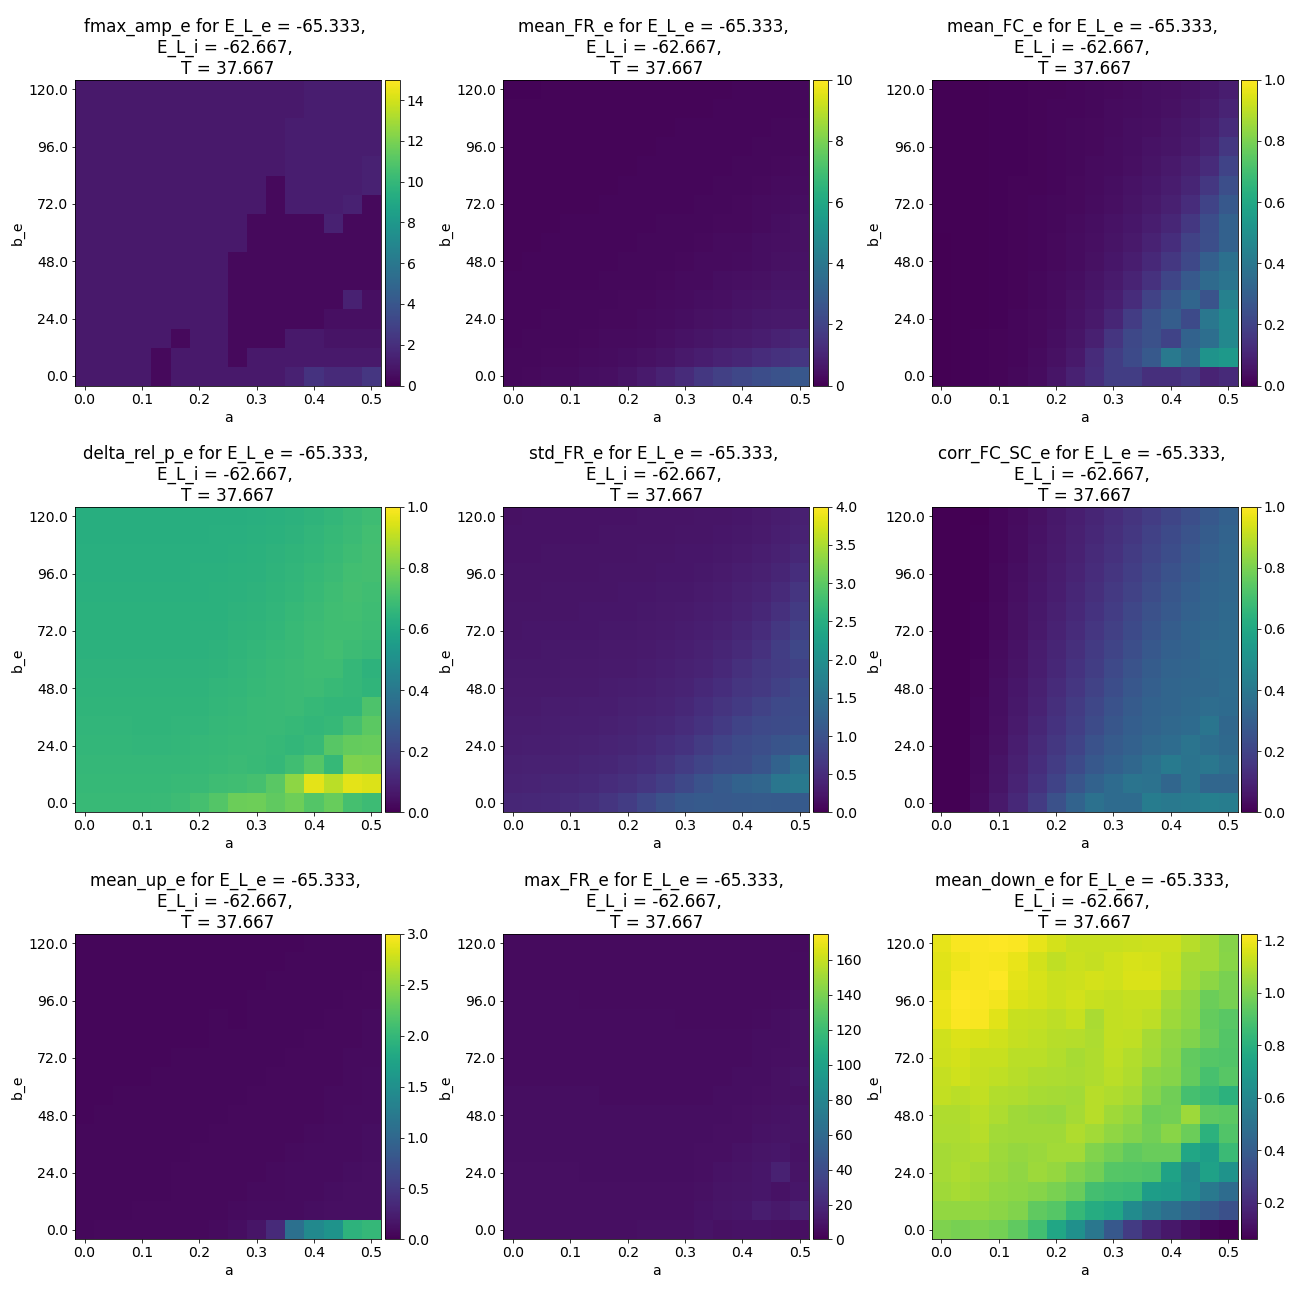 fmax_amp_e for E_L_e = -65.333,
E_L_i = -62.667,
T = 37.667
120.0
96.0
72.0
48.0
24.0
0.0
b_e
0.0 0.1 0.2 0.3 0.4 0.5
a
14
12
10
8
6
4
2
0
mean_FR_e for E_L_e = -65.333,
E_L_i = -62.667,
T = 37.667
120.0
96.0
72.0
48.0
24.0
0.0
b_e
0.0 0.1 0.2 0.3 0.4 0.5
a
10
8
6
4
2
0
mean_FC_e for E_L_e = -65.333,
E_L_i = -62.667,
T = 37.667
120.0
96.0
72.0
48.0
24.0
0.0
b_e
0.0 0.1 0.2 0.3 0.4 0.5
a
1.0
0.8
0.6
0.4
0.2
0.0
delta_rel_p_e for E_L_e = -65.333,
E_L_i = -62.667,
T = 37.667
120.0
96.0
72.0
48.0
24.0
0.0
b_e
0.0 0.1 0.2 0.3 0.4 0.5
a
1.0
0.8
0.6
0.4
0.2
0.0
std_FR_e for E_L_e = -65.333,
E_L_i = -62.667,
T = 37.667
120.0
96.0
72.0
48.0
24.0
0.0
b_e
0.0 0.1 0.2 0.3 0.4 0.5
a
4.0
3.5
3.0
2.5
2.0
1.5
1.0
0.5
0.0
corr_FC_SC_e for E_L_e = -65.333,
E_L_i = -62.667,
T = 37.667
120.0
96.0
72.0
48.0
24.0
0.0
b_e
0.0 0.1 0.2 0.3 0.4 0.5
a
1.0
0.8
0.6
0.4
0.2
0.0
mean_up_e for E_L_e = -65.333,
E_L_i = -62.667,
T = 37.667
120.0
96.0
72.0
48.0
24.0
0.0
b_e
0.0 0.1 0.2 0.3 0.4 0.5
a
3.0
2.5
2.0
1.5
1.0
0.5
0.0
max_FR_e for E_L_e = -65.333,
E_L_i = -62.667,
T = 37.667
120.0
96.0
72.0
48.0
24.0
0.0
b_e
0.0 0.1 0.2 0.3 0.4 0.5
a
160
140
120
100
80
60
40
20
0
mean_down_e for E_L_e = -65.333,
E_L_i = -62.667,
T = 37.667
120.0
96.0
72.0
48.0
24.0
0.0
b_e
0.0 0.1 0.2 0.3 0.4 0.5
a
1.2
1.0
0.8
0.6
0.4
0.2